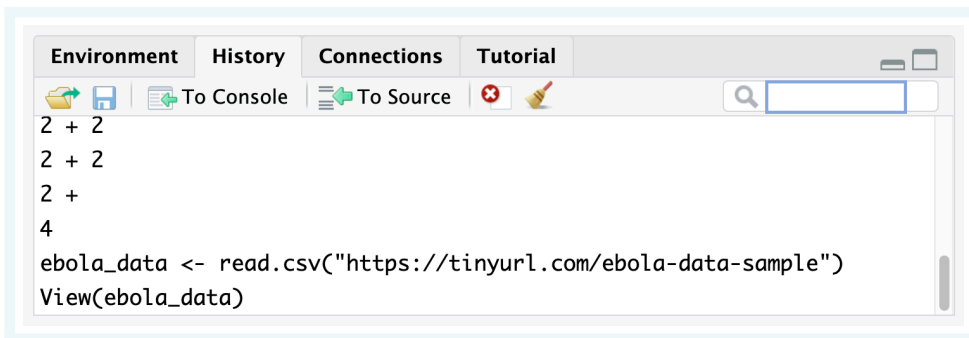 Environment History Connections Tutorial
To Console To Source
2 + 2
2 + 2
2 +
4
ebola_data <- read.csv("https://tinyurl.com/ebola-data-sample")
View(ebola_data)